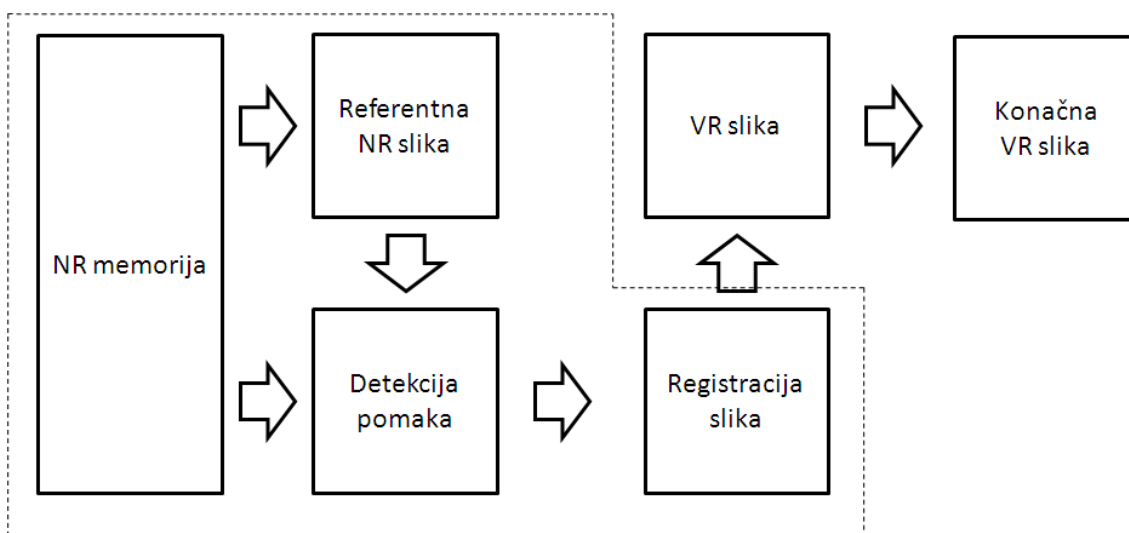 NR memorija
Referentna
NR slika
VR slika
Konačna
VR slika
Detekcija
pomaka
Registracija
slika